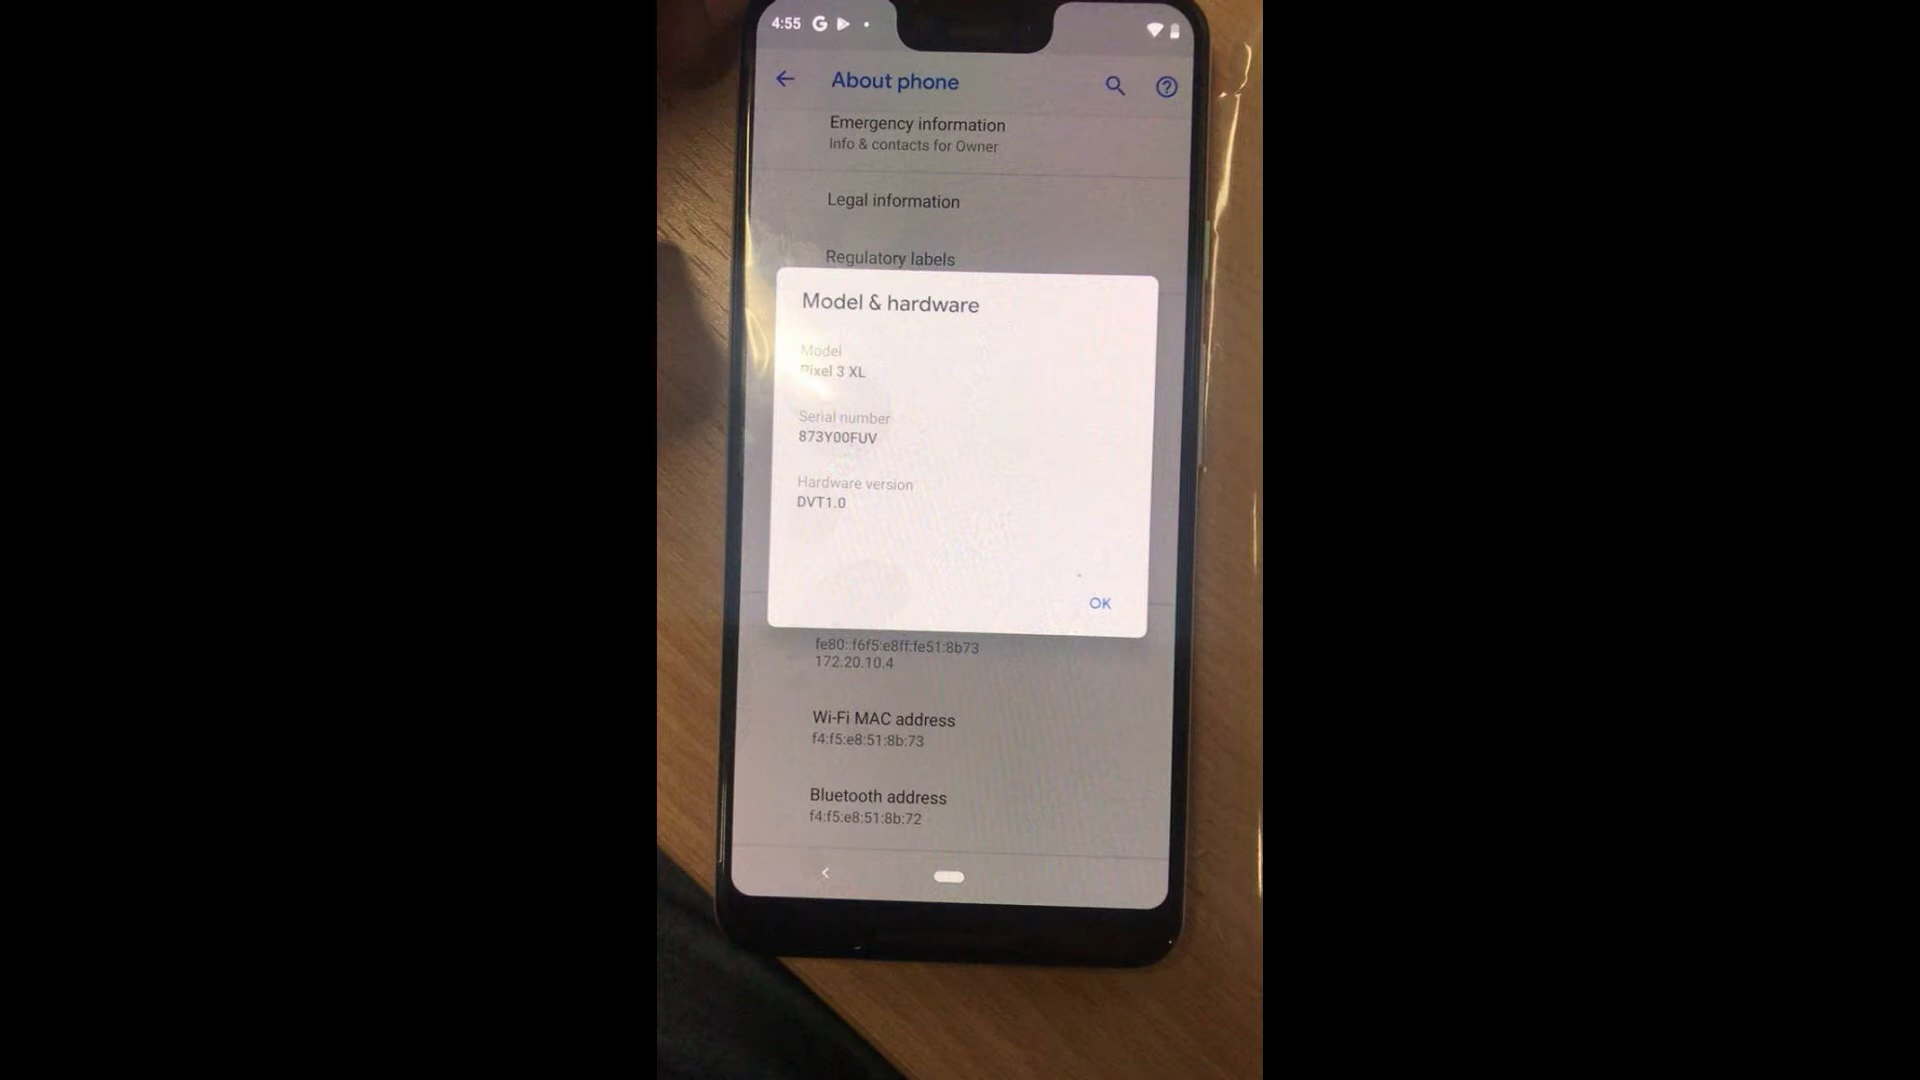 4:55
About phone
Emergency information
Info & contacts for Owner
Legal information
Regulatory labels
Model & hardware
Model
Pixel 3 XL
Serial number
873Y00FUV
Hardware version
DVT1.0
OK
fe80::f6f5:e8ff:fe51:8b73
172.20.10.4
Wi-Fi MAC address
f4:f5:e8:51:8b:73
Bluetooth address
f4:f5:e8:51:8b:72